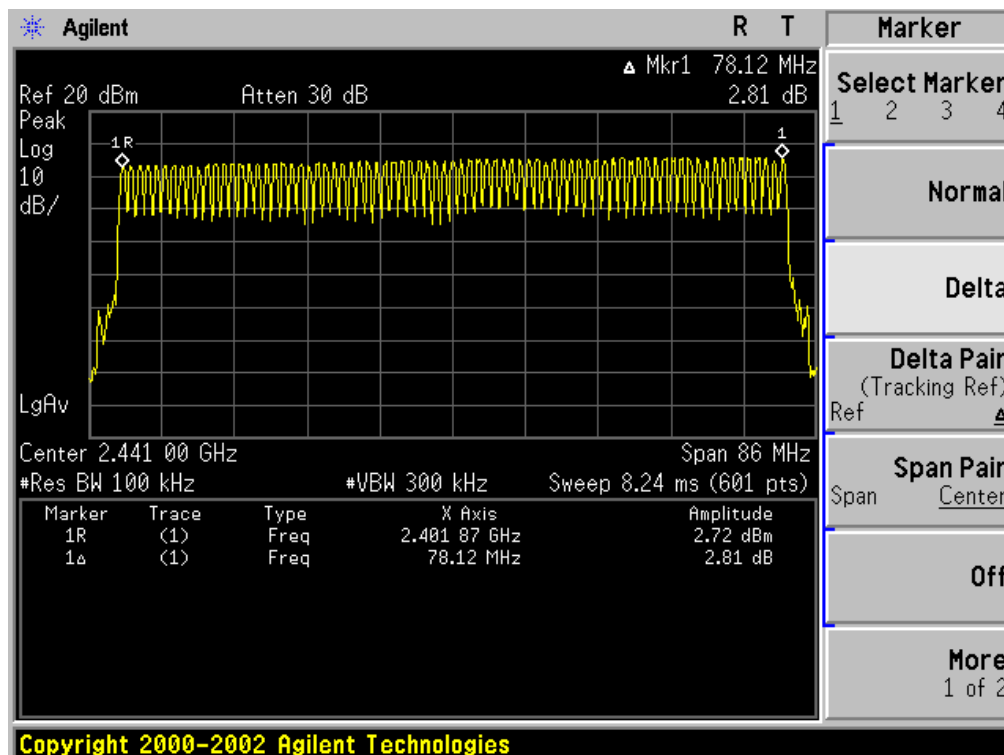 Agilent R T
Δ Mkr1 78.12 MHz
Ref 20 dBm Atten 30 dB 2.81 dB
Peak
Log
10
dB/
1R
1
LgAv
Center 2.441 00 GHz Span 86 MHz
#Res BW 100 kHz #VBW 300 kHz Sweep 8.24 ms (601 pts)
Marker Trace Type X Axis Amplitude
1R (1) Freq 2.401 87 GHz 2.72 dBm
1Δ (1) Freq 78.12 MHz 2.81 dB
Copyright 2000-2002 Agilent Technologies
Marker
Select Marker
1 2 3 4
Normal
Delta
Delta Pair
(Tracking Ref)
Ref Δ
Span Pair
Span Center
Off
More
1 of 2